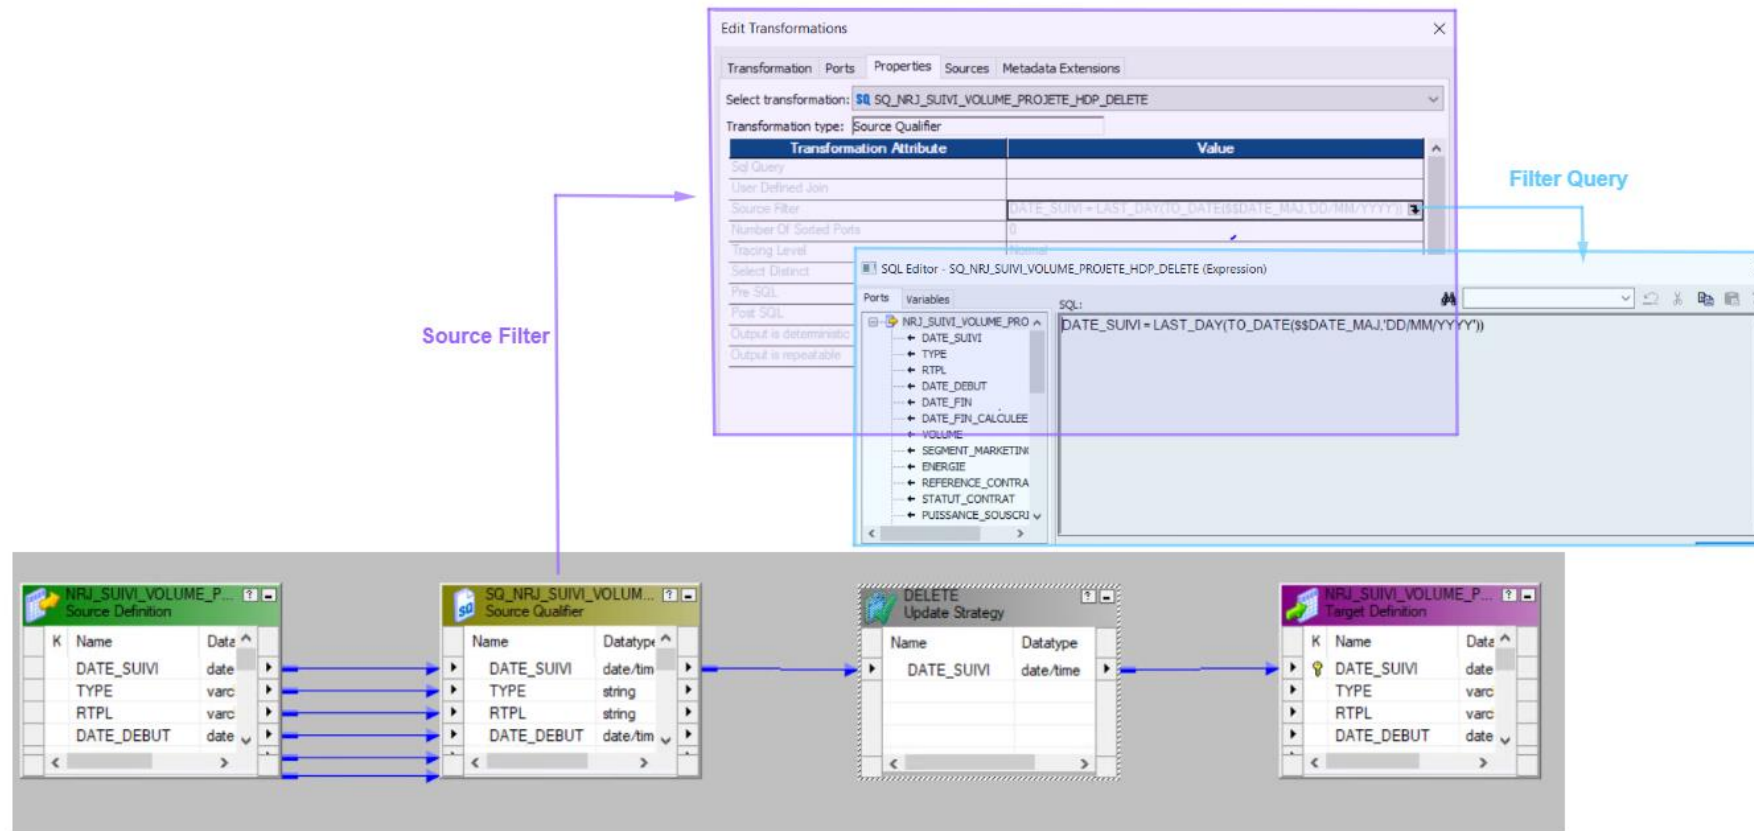 Edit Transformations
Transformation Ports Properties Sources Metadata Extensions
Select transformation: SQ SQ_NRJ_SUIVI_VOLUME_PROJETE_HDP_DELETE
Transformation type: Source Qualifier
Transformation Attribute Value
Sql Query
User Defined Join
Source Filter DATE_SUIVI = LAST_DAY(TO_DATE($$DATE_MAJ,'DD/MM/YYYY'))
Number Of Sorted Ports 0
Tracing Level Normal
Select Distinct
Pre SQL
Post SQL
Output is deterministic
Output is repeatable
Filter Query
Source Filter
SQL Editor - SQ_NRJ_SUIVI_VOLUME_PROJETE_HDP_DELETE (Expression)
Ports Variables
SQL:
NRJ_SUIVI_VOLUME_PRO
DATE_SUIVI
TYPE
RTPL
DATE_DEBUT
DATE_FIN
DATE_FIN_CALCULEE
VOLUME
SEGMENT_MARKETING
ENERGIE
REFERENCE_CONTRA
STATUT_CONTRAT
PUISSANCE_SOUSCRI
DATE_SUIVI = LAST_DAY(TO_DATE($$DATE_MAJ,'DD/MM/YYYY'))
NRJ_SUIVI_VOLUME_P...
Source Definition
K Name Data
DATE_SUIVI date
TYPE varc
RTPL varc
DATE_DEBUT date
SQ_NRJ_SUIVI_VOLUM...
SQ Source Qualifier
Name Datatype
DATE_SUIVI date/tim
TYPE string
RTPL string
DATE_DEBUT date/tim
DELETE
Update Strategy
Name Datatype
DATE_SUIVI date/time
NRJ_SUIVI_VOLUME_P...
Target Definition
K Name Data
DATE_SUIVI date
TYPE varc
RTPL varc
DATE_DEBUT date